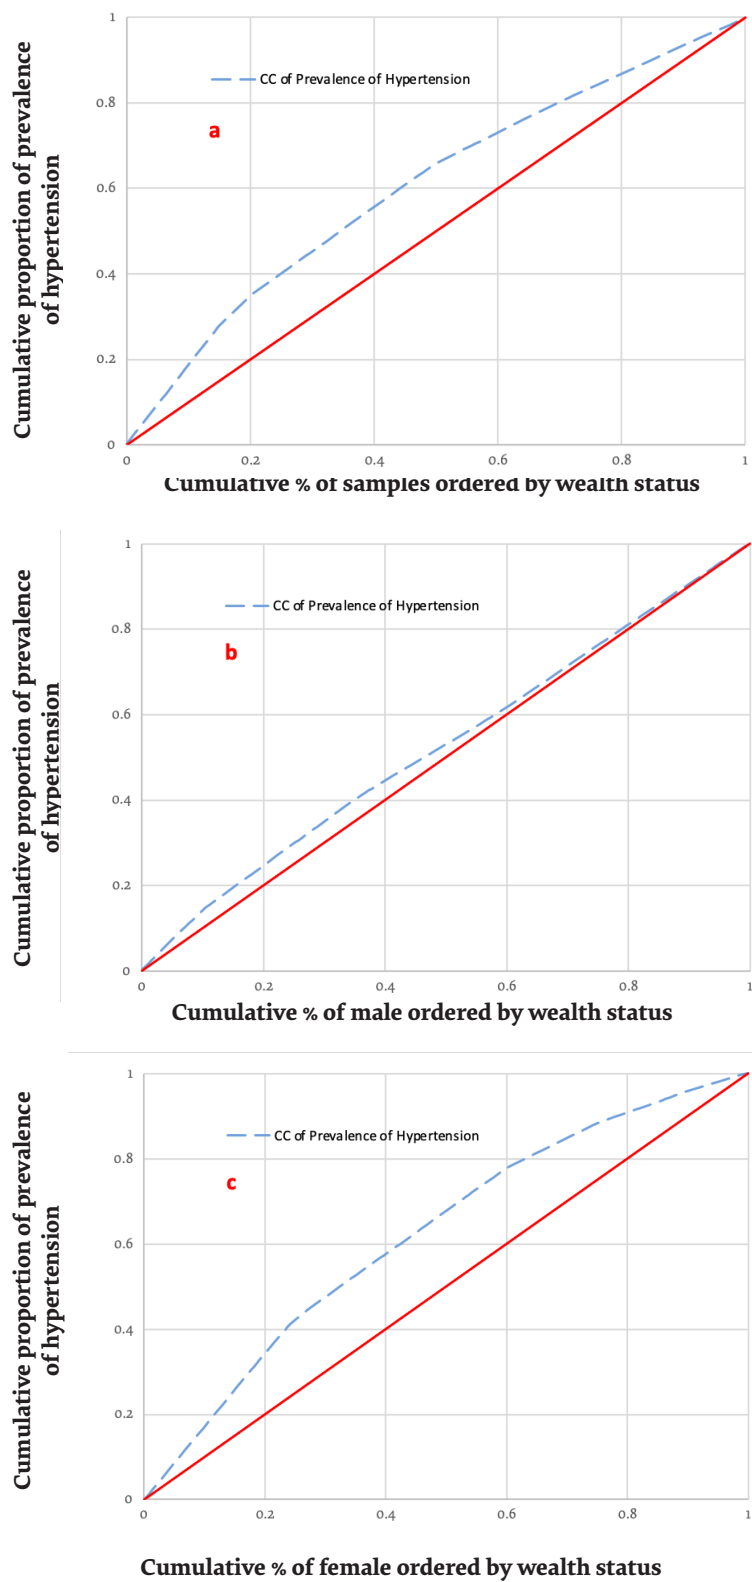 Cumulative proportion of prevalence
of hypertension
1
0.8
0.6
0.4
0.2
0
CC of Prevalence of Hypertension
a
0
0.2
0.4
0.6
0.8
1
Cumulative % of samples ordered by wealth status
Cumulative proportion of prevalence
of hypertension
1
0.8
0.6
0.4
0.2
0
CC of Prevalence of Hypertension
b
0
0.2
0.4
0.6
0.8
1
Cumulative % of male ordered by wealth status
Cumulative proportion of prevalence
of hypertension
1
0.8
0.6
0.4
0.2
0
CC of Prevalence of Hypertension
c
0
0.2
0.4
0.6
0.8
1
Cumulative % of female ordered by wealth status